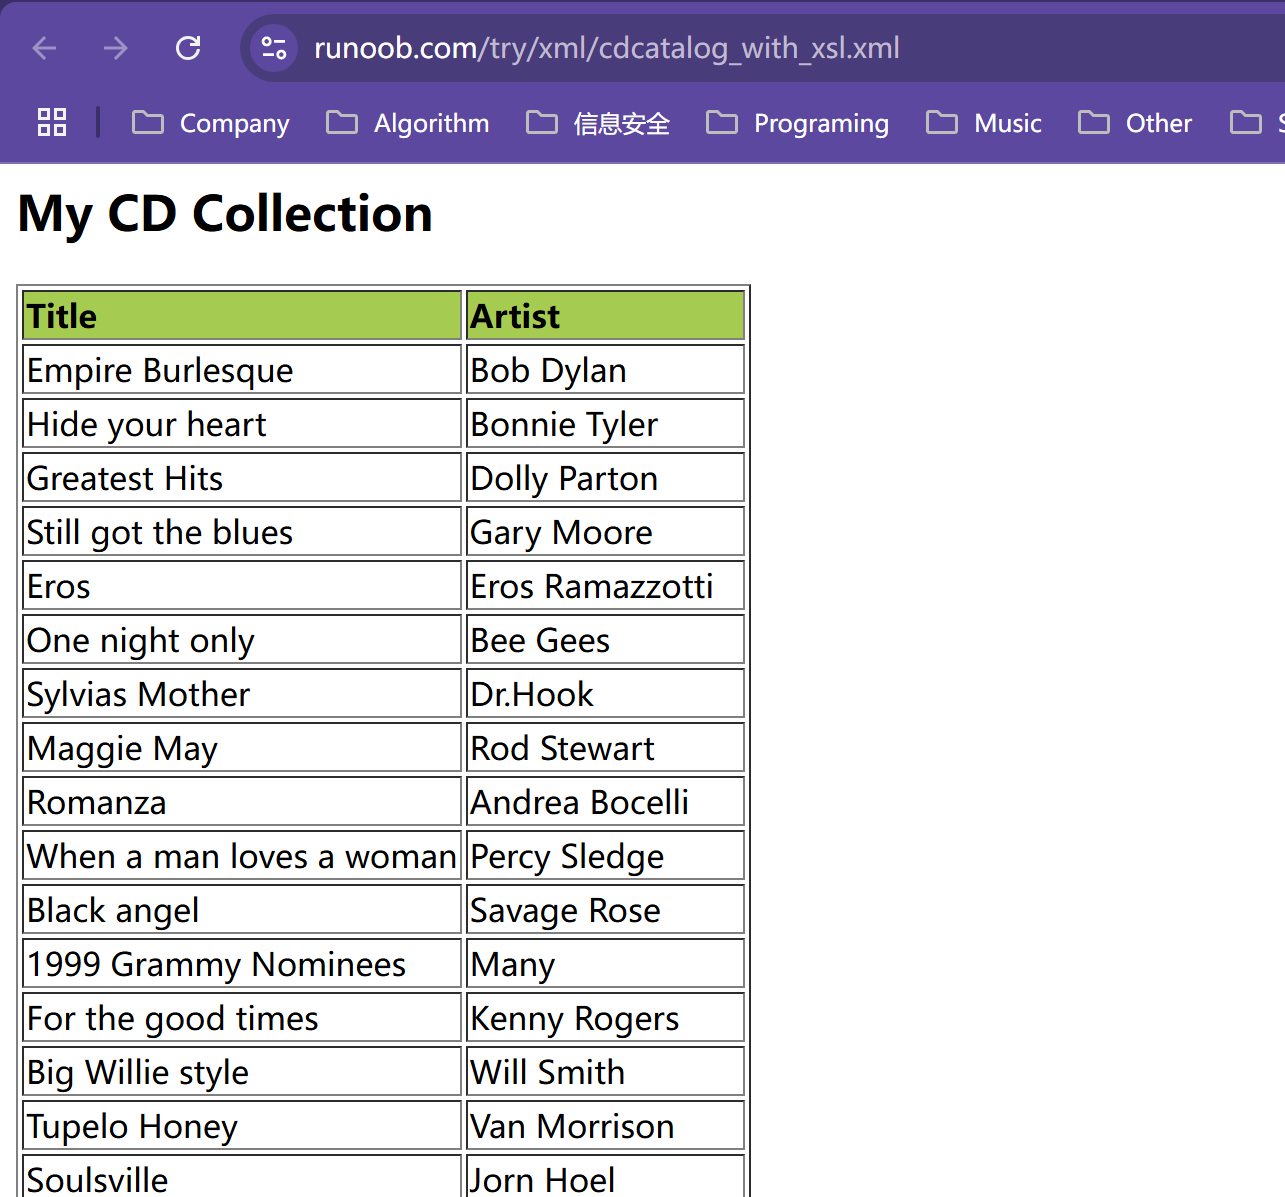 runoob.com/try/xml/cdcatalog_with_xsl.xml
Company Algorithm 信息安全 Programing Music Other
My CD Collection
Title Artist
Empire Burlesque Bob Dylan
Hide your heart Bonnie Tyler
Greatest Hits Dolly Parton
Still got the blues Gary Moore
Eros Eros Ramazzotti
One night only Bee Gees
Sylvias Mother Dr.Hook
Maggie May Rod Stewart
Romanza Andrea Bocelli
When a man loves a woman Percy Sledge
Black angel Savage Rose
1999 Grammy Nominees Many
For the good times Kenny Rogers
Big Willie style Will Smith
Tupelo Honey Van Morrison
Soulsville Jorn Hoel